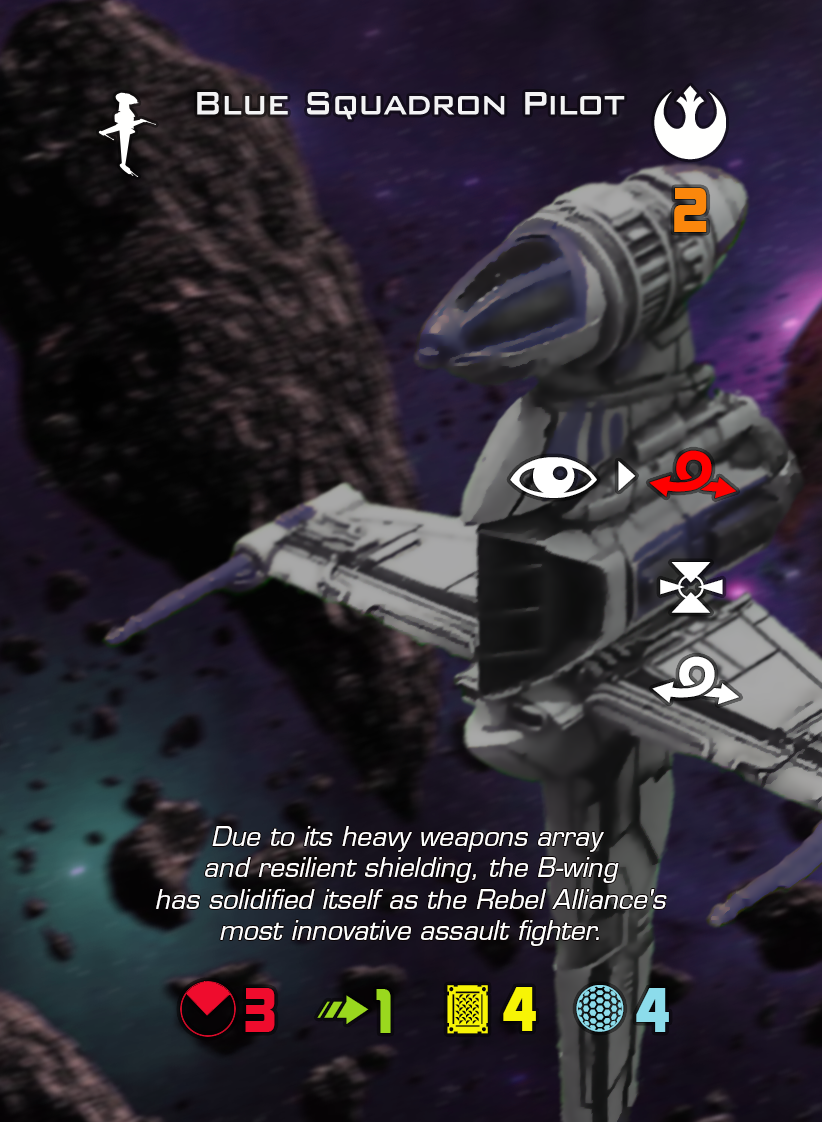 Blue Squadron Pilot
2
Due to its heavy weapons array
and resilient shielding, the B-wing
has solidified itself as the Rebel Alliance's
most innovative assault fighter.
3 1 4 4